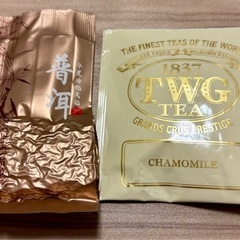 普洱
THE FINEST TEAS OF THE WORLD
1837
TWG
TEA
GRANDS CRUS PRESTIGE
CHAMOMILE